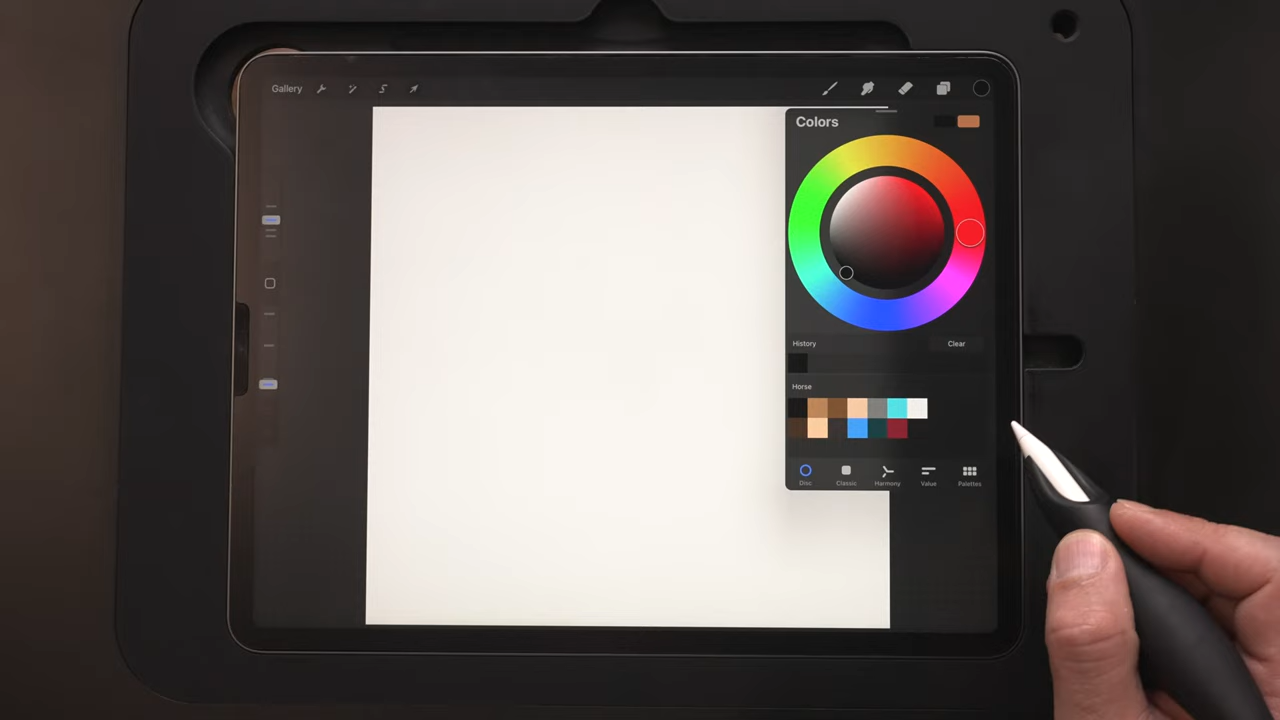 Gallery
Colors
History
Clear
Horse
Disc
Classic
Harmony
Value
Palettes